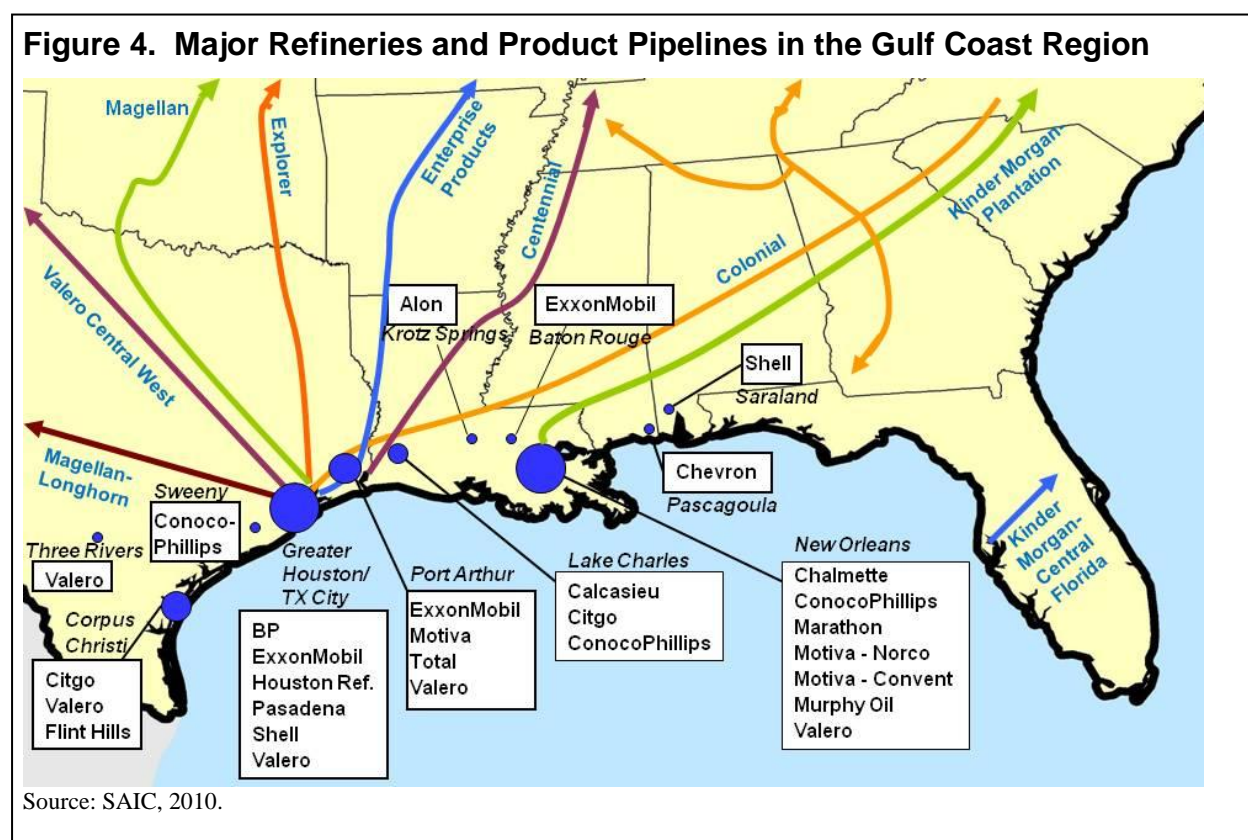 Figure 4.  Major Refineries and Product Pipelines in the Gulf Coast Region
Magellan
Explorer
Enterprise
Products
Centennial
Kinder Morgan-
Plantation
Colonial
Valero Central West
Magellan-
Longhorn
Alon
Krotz Springs
ExxonMobil
Baton Rouge
Shell
Saraland
Chevron
Pascagoula
Sweeny
Conoco-
Phillips
Three Rivers
Valero
Corpus
Christi
Citgo
Valero
Flint Hills
Greater
Houston/
TX City
BP
ExxonMobil
Houston Ref.
Pasadena
Shell
Valero
Port Arthur
ExxonMobil
Motiva
Total
Valero
Lake Charles
Calcasieu
Citgo
ConocoPhillips
New Orleans
Chalmette
ConocoPhillips
Marathon
Motiva - Norco
Motiva - Convent
Murphy Oil
Valero
Kinder
Morgan-
Central
Florida
Source: SAIC, 2010.